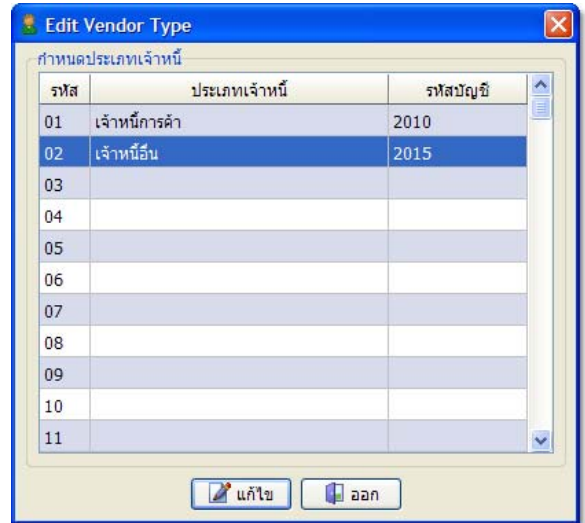 Edit Vendor Type
กำหนดประเภทเจ้าหนี้
รหัส ประเภทเจ้าหนี้ รหัสบัญชี
01 เจ้าหนี้การค้า 2010
02 เจ้าหนี้อื่น 2015
03
04
05
06
07
08
09
10
11
แก้ไข ออก